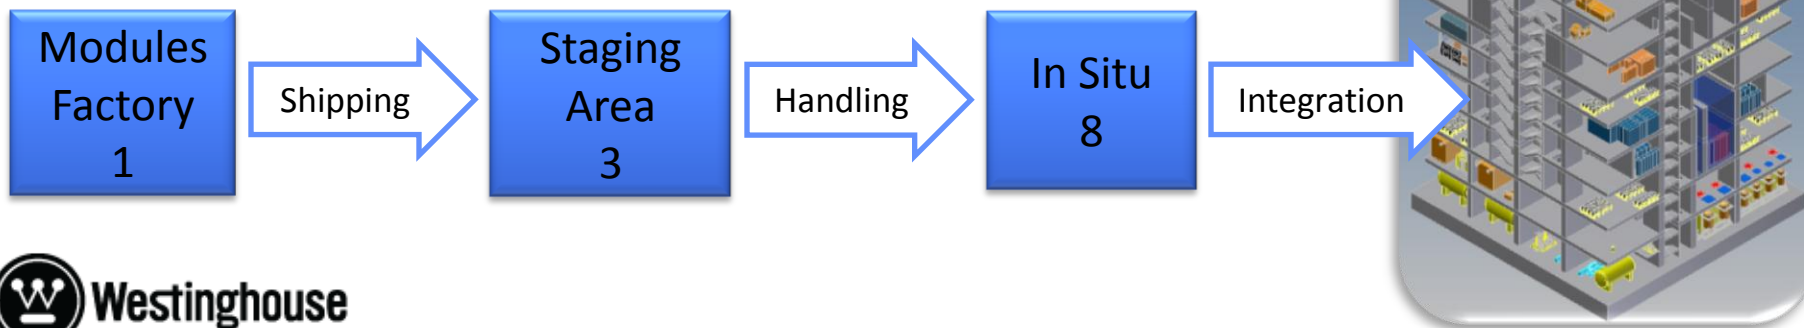 Modules
Factory
1
Shipping
Staging
Area
3
Handling
In Situ
8
Integration
Westinghouse